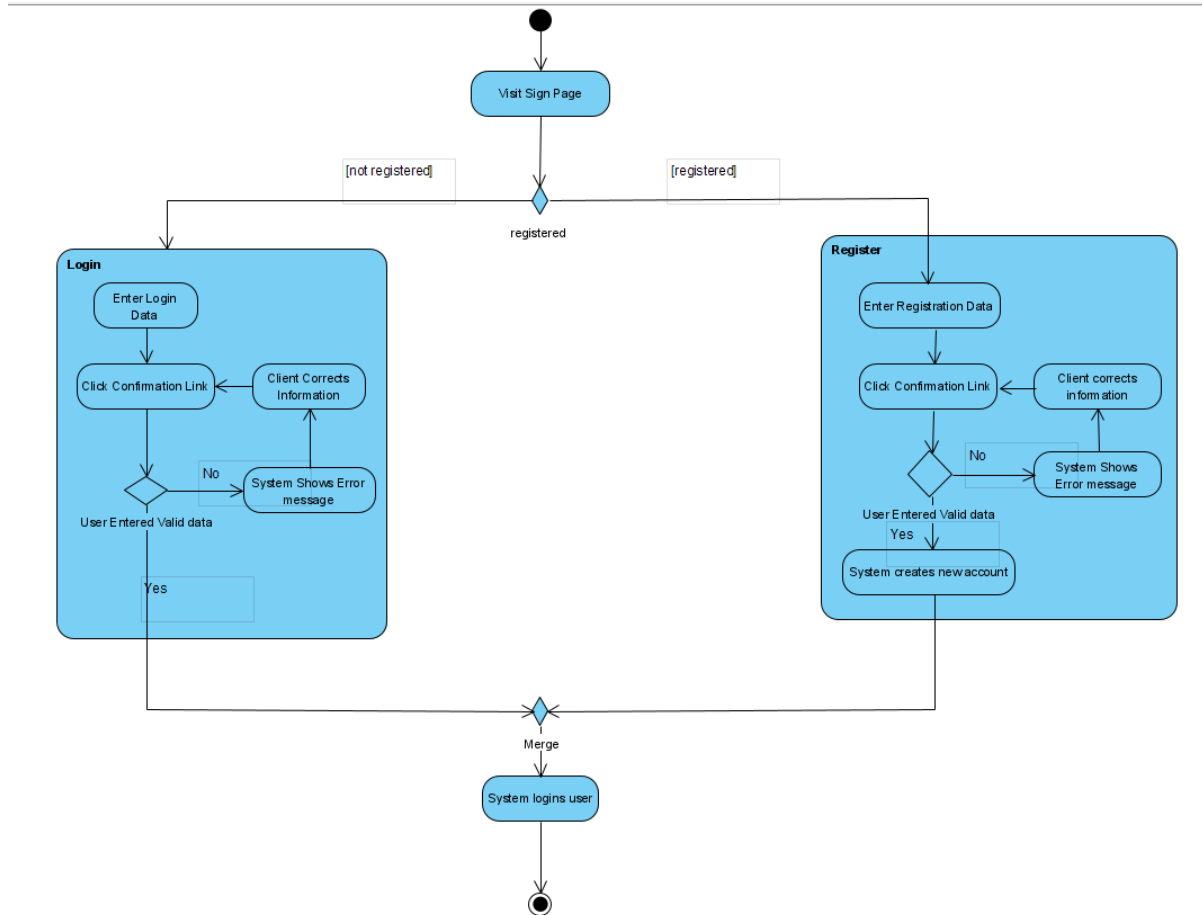 Visit Sign Page
[not registered]
[registered]
registered
Login
Enter Login
Data
Click Confirmation Link
Client Corrects
Information
No
System Shows Error
message
User Entered Valid data
Yes
Register
Enter Registration Data
Click Confirmation Link
Client corrects
information
No
System Shows
Error message
User Entered Valid data
Yes
System creates new account
Merge
System logins user